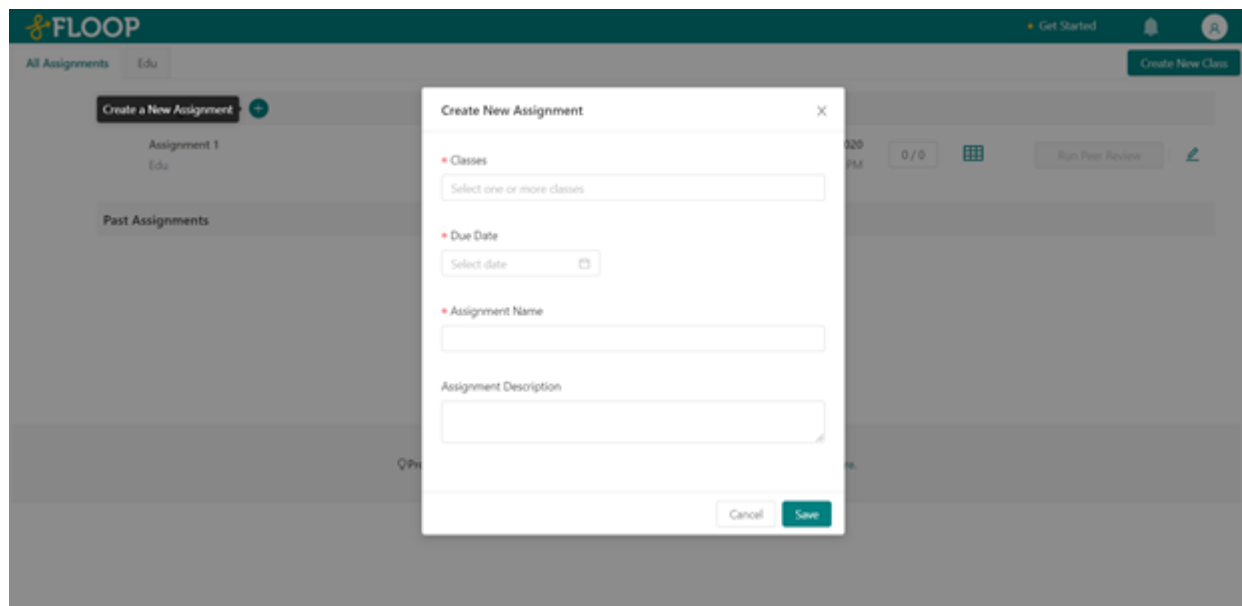 FLOOP
Get Started
All Assignments
Edu
Create New Class
Create a New Assignment
Create New Assignment
Assignment 1
Edu
020
PM
0 / 0
Run Peer Review
* Classes
Select one or more classes
Past Assignments
* Due Date
Select date
* Assignment Name
Assignment Description
Cancel
Save